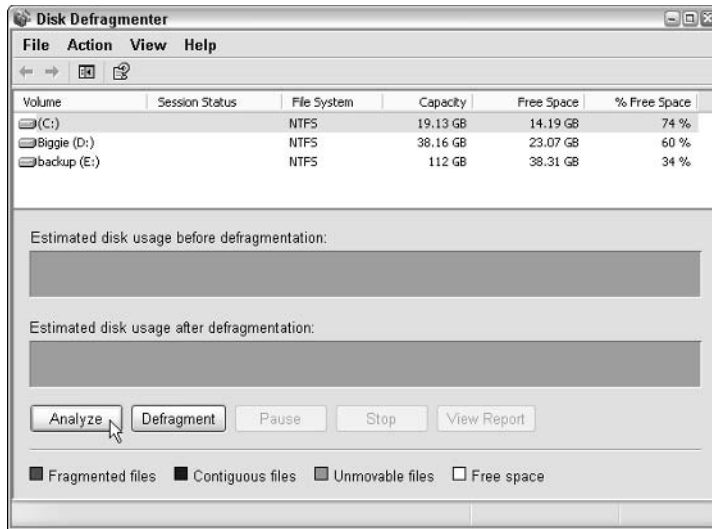 Disk Defragmenter
File Action View Help
Volume Session Status File System Capacity Free Space % Free Space
(C:) NTFS 19.13 GB 14.19 GB 74 %
Biggie (D:) NTFS 38.16 GB 23.07 GB 60 %
backup (E:) NTFS 112 GB 38.31 GB 34 %
Estimated disk usage before defragmentation:
Estimated disk usage after defragmentation:
Analyze Defragment Pause Stop View Report
Fragmented files Contiguous files Unmovable files Free space